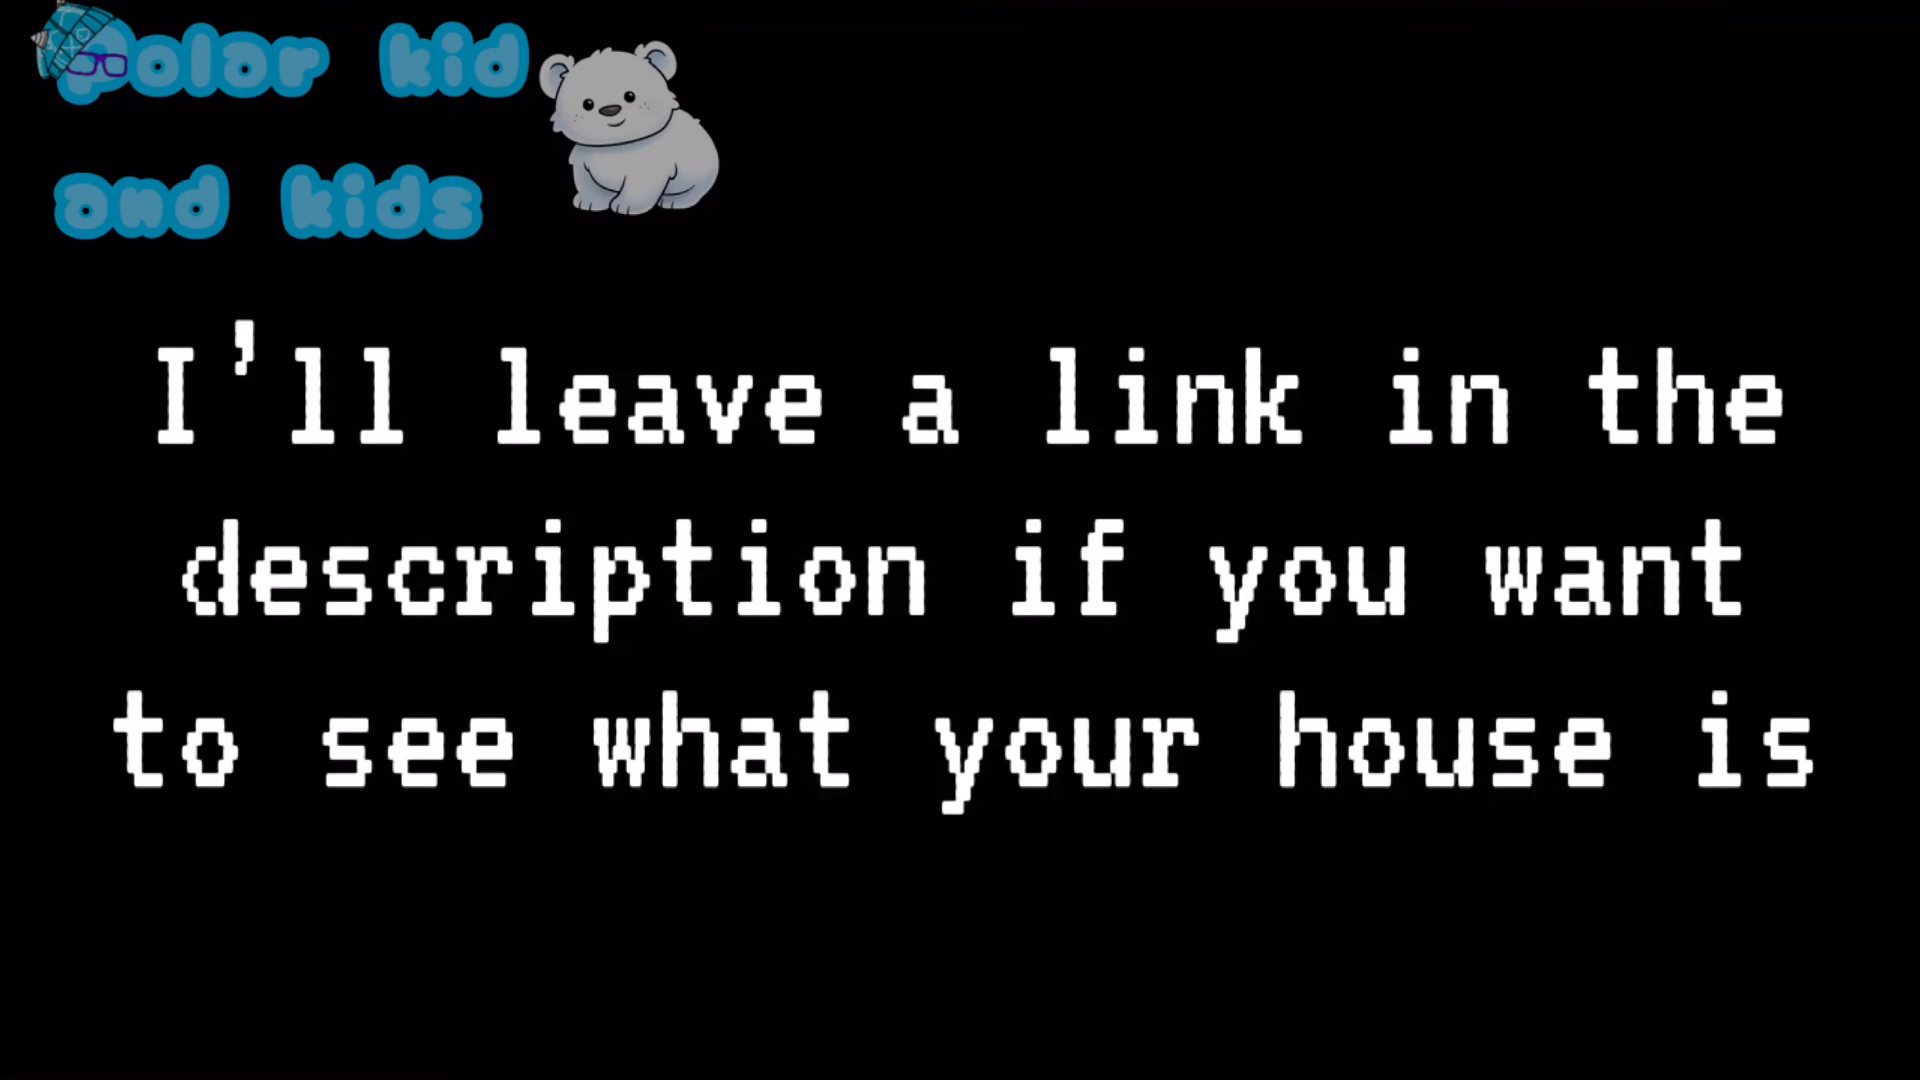 Polar kid
and kids
I'll leave a link in the
description if you want
to see what your house is